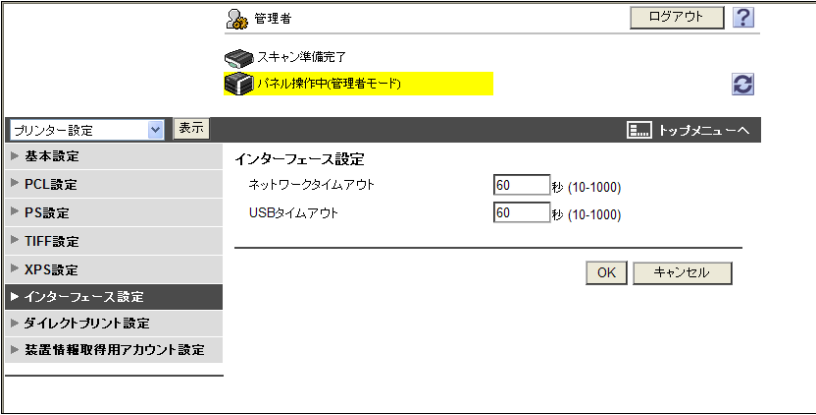 管理者
ログアウト
?
スキャン準備完了
パネル操作中(管理者モード)
プリンター設定
表示
トップメニューへ
基本設定
PCL設定
PS設定
TIFF設定
XPS設定
インターフェース設定
ダイレクトプリント設定
装置情報取得用アカウント設定
インターフェース設定
ネットワークタイムアウト 60 秒 (10-1000)
USBタイムアウト 60 秒 (10-1000)
OK キャンセル